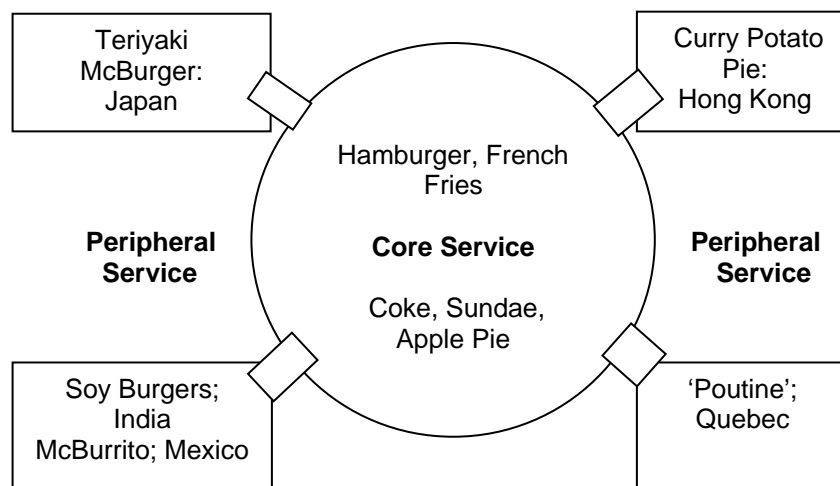 Teriyaki
McBurger:
Japan
Curry Potato
Pie:
Hong Kong
Hamburger, French
Fries
Peripheral
Service
Core Service
Peripheral
Service
Coke, Sundae,
Apple Pie
Soy Burgers;
India
McBurrito; Mexico
‘Poutine’;
Quebec